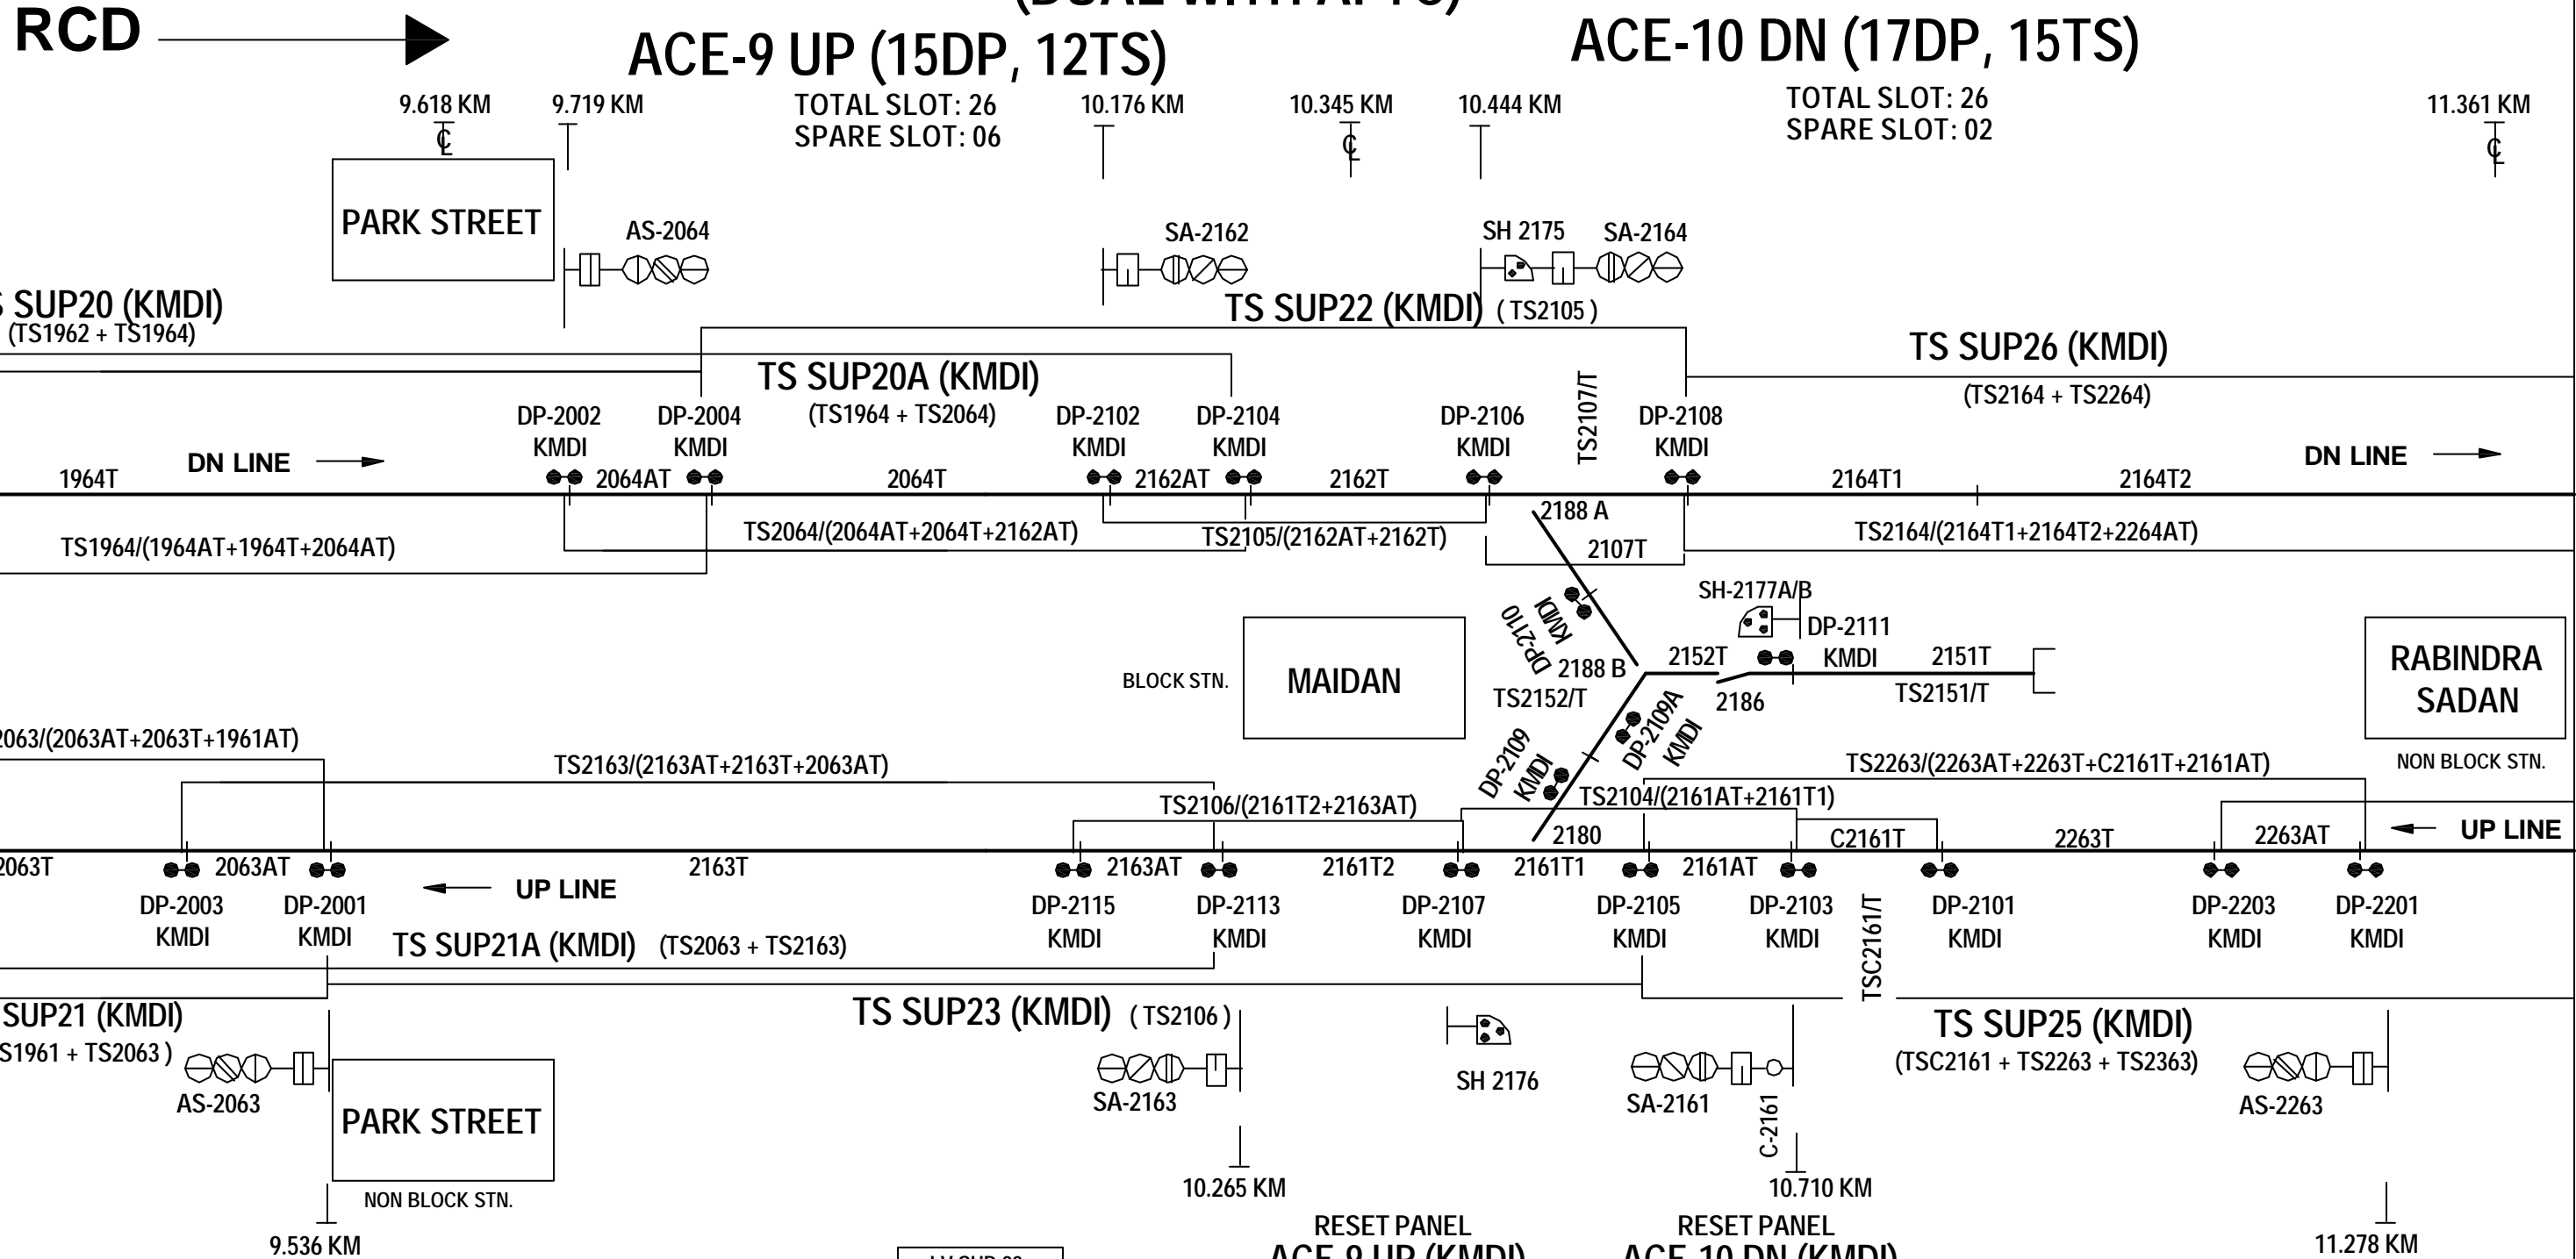 RCD
ACE-9 UP (15DP, 12TS)
ACE-10 DN (17DP, 15TS)
TOTAL SLOT: 26
SPARE SLOT: 06
TOTAL SLOT: 26
SPARE SLOT: 02
9.618 KM
9.719 KM
10.176 KM
10.345 KM
10.444 KM
11.361 KM
PARK STREET
AS-2064
SA-2162
SH 2175
SA-2164
SUP20 (KMDI)
(TS1962 + TS1964)
TS SUP22 (KMDI) ( TS2105 )
TS SUP26 (KMDI)
(TS2164 + TS2264)
TS SUP20A (KMDI)
(TS1964 + TS2064)
TS2107/T
DP-2002
KMDI
DP-2004
KMDI
DP-2102
KMDI
DP-2104
KMDI
DP-2106
KMDI
DP-2108
KMDI
DN LINE
DN LINE
1964T
2064AT
2064T
2162AT
2162T
2164T1
2164T2
TS1964/(1964AT+1964T+2064AT)
TS2064/(2064AT+2064T+2162AT)
TS2105/(2162AT+2162T)
2188 A
2107T
TS2164/(2164T1+2164T2+2264AT)
DP-2110
KMDI
SH-2177A/B
DP-2111
KMDI
BLOCK STN.
MAIDAN
2188 B
2152T
2151T
TS2152/T
2186
TS2151/T
RABINDRA
SADAN
NON BLOCK STN.
DP-2109A
KMDI
DP-2109
KMDI
2063/(2063AT+2063T+1961AT)
TS2163/(2163AT+2163T+2063AT)
TS2106/(2161T2+2163AT)
TS2104/(2161AT+2161T1)
TS2263/(2263AT+2263T+C2161T+2161AT)
2180
C2161T
2263T
2263AT
UP LINE
2063T
2063AT
2163T
2163AT
2161T2
2161T1
2161AT
UP LINE
DP-2003
KMDI
DP-2001
KMDI
DP-2115
KMDI
DP-2113
KMDI
DP-2107
KMDI
DP-2105
KMDI
DP-2103
KMDI
TSC2161/T
DP-2101
KMDI
DP-2203
KMDI
DP-2201
KMDI
TS SUP21A (KMDI) (TS2063 + TS2163)
SUP21 (KMDI)
S1961 + TS2063 )
TS SUP23 (KMDI) ( TS2106 )
TS SUP25 (KMDI)
(TSC2161 + TS2263 + TS2363)
AS-2063
PARK STREET
NON BLOCK STN.
SA-2163
SH 2176
SA-2161
C-2161
AS-2263
9.536 KM
10.265 KM
10.710 KM
11.278 KM
RESET PANEL
ACE-9 UP (KMDI)
RESET PANEL
ACE-10 DN (KMDI)